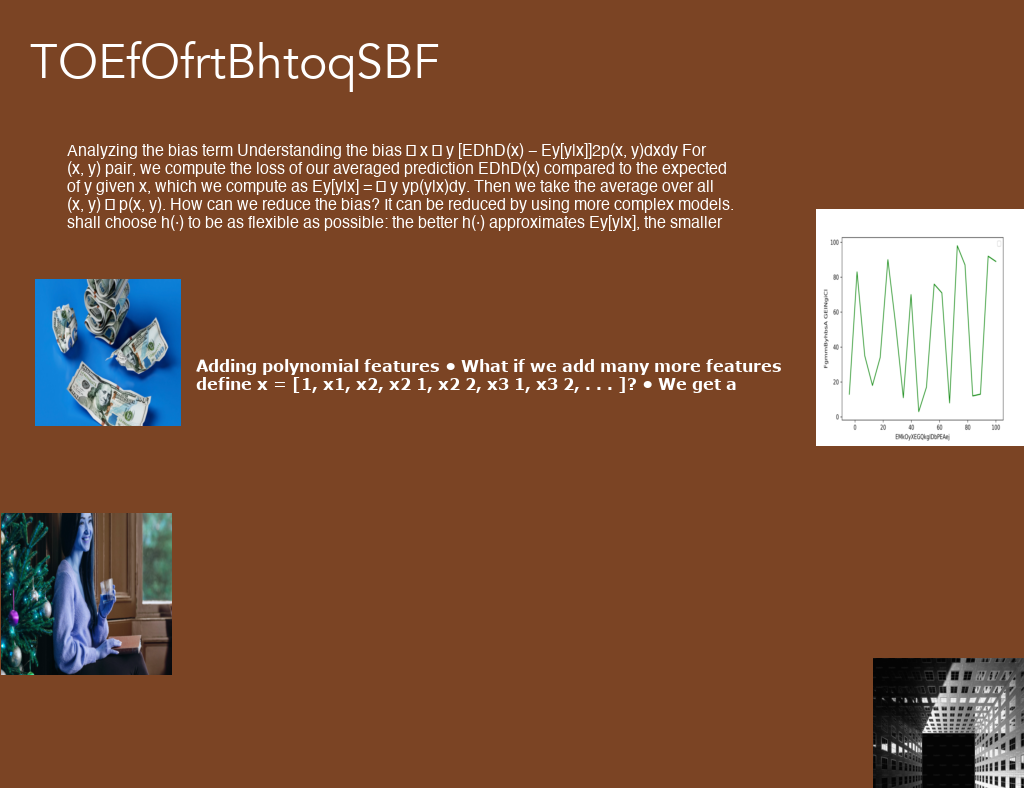 TOEfOfrtBhtoqSBF
Analyzing the bias term Understanding the bias □ x □ y [EDhD(x) – Ey[y|x]]2p(x, y)dxdy For
(x, y) pair, we compute the loss of our averaged prediction EDhD(x) compared to the expected
of y given x, which we compute as Ey[y|x] = □ y yp(y|x)dy. Then we take the average over all
(x, y) □ p(x, y). How can we reduce the bias? It can be reduced by using more complex models.
shall choose h(·) to be as flexible as possible: the better h(·) approximates Ey[y|x], the smaller
Adding polynomial features ● What if we add many more features
define x = [1, x1, x2, x2 1, x2 2, x3 1, x3 2, . . . ]? ● We get a
100
80
60
40
20
0
0 20 40 60 80 100